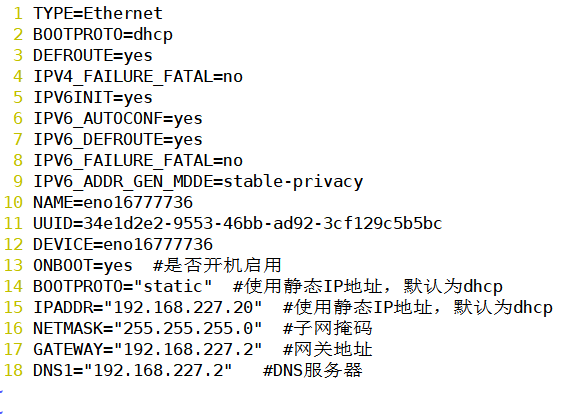 1 TYPE=Ethernet
2 BOOTPROTO=dhcp
3 DEFROUTE=yes
4 IPV4_FAILURE_FATAL=no
5 IPV6INIT=yes
6 IPV6_AUTOCONF=yes
7 IPV6_DEFROUTE=yes
8 IPV6_FAILURE_FATAL=no
9 IPV6_ADDR_GEN_MDDE=stable-privacy
10 NAME=eno16777736
11 UUID=34e1d2e2-9553-46bb-ad92-3cf129c5b5bc
12 DEVICE=eno16777736
13 ONBOOT=yes  #是否开机启用
14 BOOTPROTO="static"  #使用静态IP地址，默认为dhcp
15 IPADDR="192.168.227.20"  #使用静态IP地址，默认为dhcp
16 NETMASK="255.255.255.0"  #子网掩码
17 GATEWAY="192.168.227.2"  #网关地址
18 DNS1="192.168.227.2"   #DNS服务器